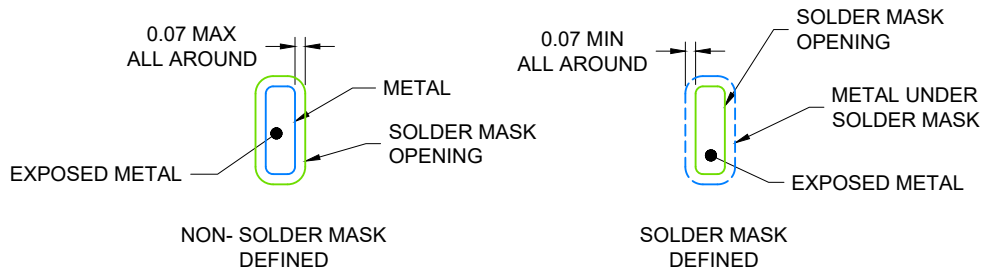 0.07 MAX
ALL AROUND
METAL
SOLDER MASK
OPENING
EXPOSED METAL
NON- SOLDER MASK
DEFINED
0.07 MIN
ALL AROUND
SOLDER MASK
OPENING
METAL UNDER
SOLDER MASK
EXPOSED METAL
SOLDER MASK
DEFINED